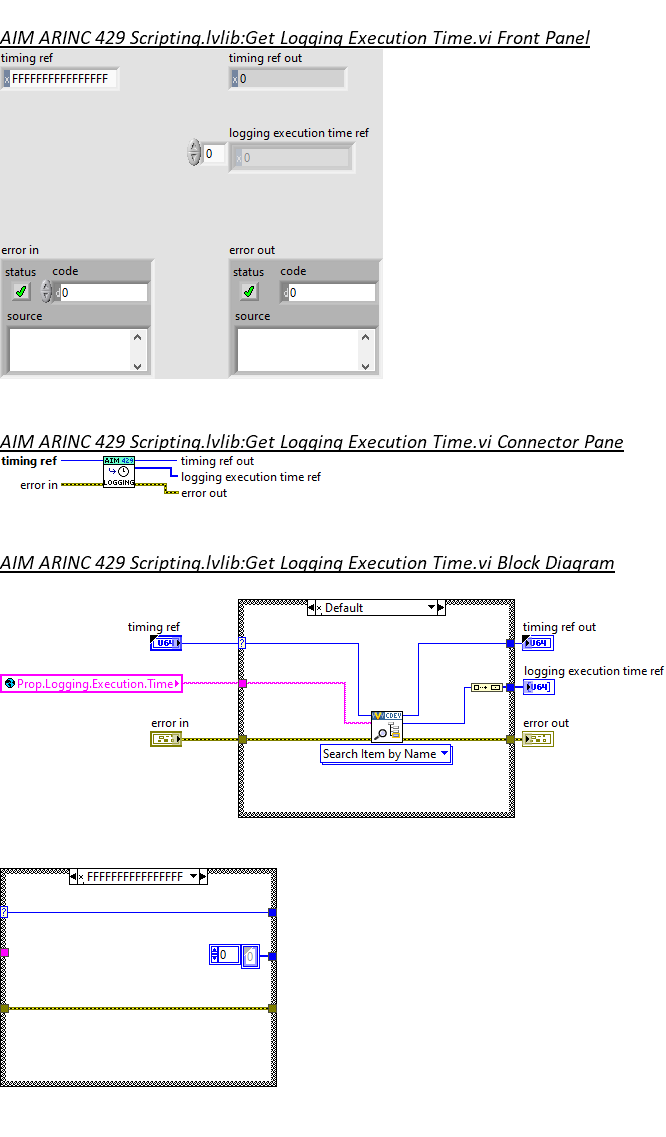 AIM ARINC 429 Scripting.lvlib:Get Logging Execution Time.vi Front Panel
timing ref
timing ref out
x FFFFFFFFFFFFFFFF
x 0
logging execution time ref
0
x 0
error in
error out
status code
status code
d 0
d 0
source
source
AIM ARINC 429 Scripting.lvlib:Get Logging Execution Time.vi Connector Pane
timing ref
AIM 429
timing ref out
logging execution time ref
error in
LOGGING
error out
AIM ARINC 429 Scripting.lvlib:Get Logging Execution Time.vi Block Diagram
x Default
timing ref
timing ref out
U64
?
U64
logging execution time ref
Prop.Logging.Execution.Time
U64
error in
CDEV
error out
Search Item by Name
x FFFFFFFFFFFFFFFF
?
0
0